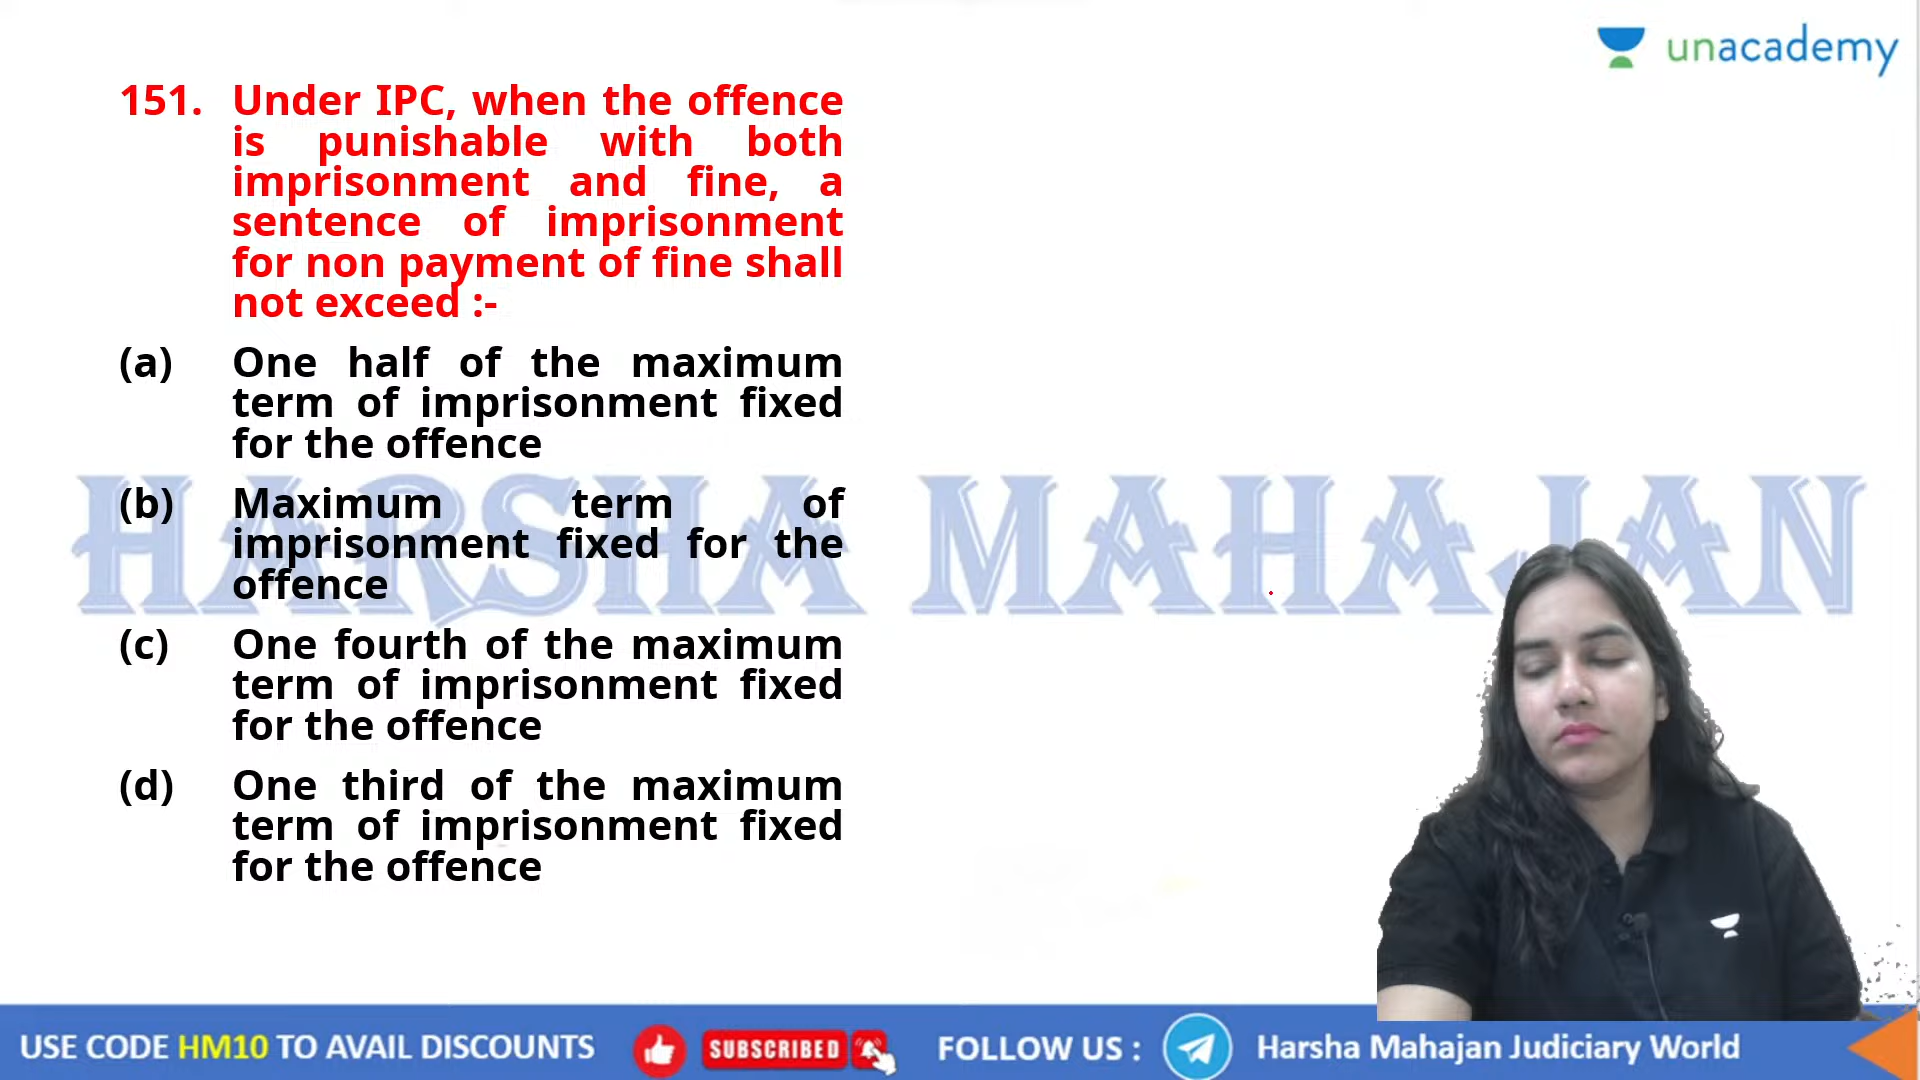 unacademy
151. Under IPC, when the offence
is punishable with both
imprisonment and fine, a
sentence of imprisonment
for non payment of fine shall
not exceed :-
(a) One half of the maximum
term of imprisonment fixed
for the offence
(b) Maximum term of
imprisonment fixed for the
offence
(c) One fourth of the maximum
term of imprisonment fixed
for the offence
(d) One third of the maximum
term of imprisonment fixed
for the offence
HARSHA MAHAJAN
USE CODE HM10 TO AVAIL DISCOUNTS
SUBSCRIBED
FOLLOW US :
Harsha Mahajan Judiciary World